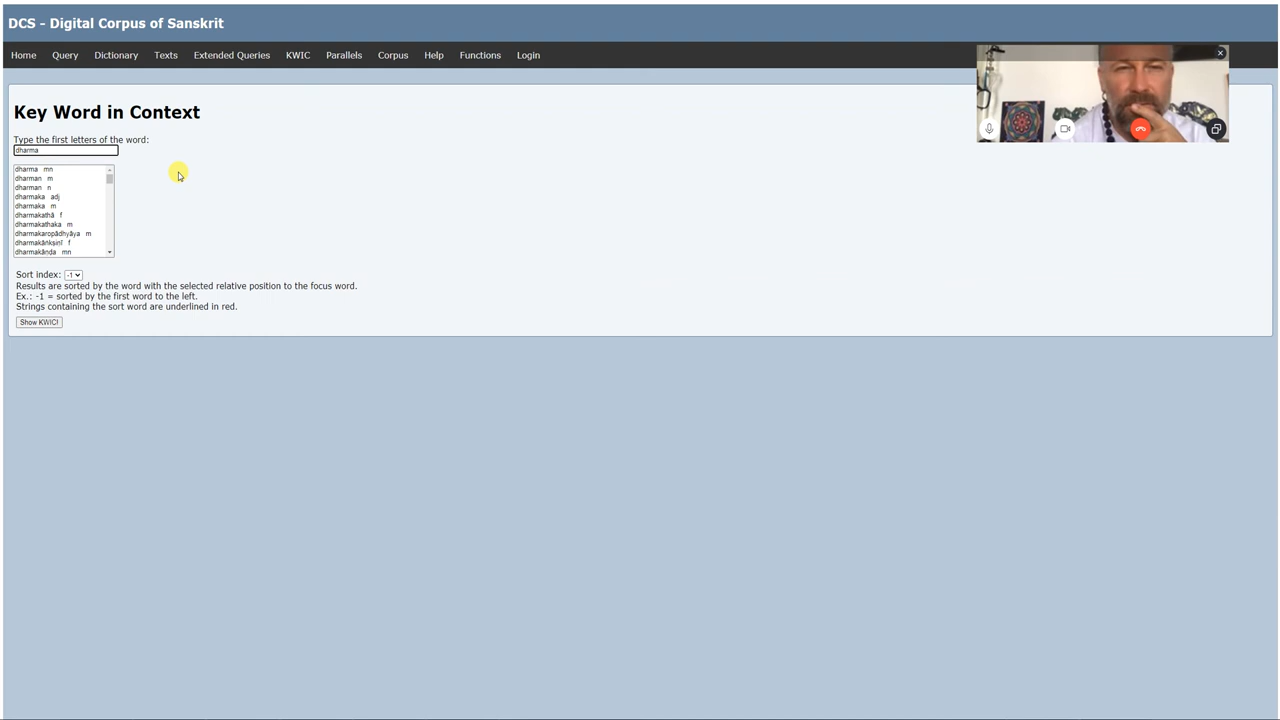 DCS - Digital Corpus of Sanskrit
Home Query Dictionary Texts Extended Queries KWIC Parallels Corpus Help Functions Login
Key Word in Context
Type the first letters of the word:
dharma
dharma mn
dharman m
dharman n
dharmaka adj
dharmaka m
dharmakathā f
dharmakathaka m
dharmakaropādhyāya m
dharmakāṅkṣiṇī f
dharmakāṇḍa mn
Sort index: -1
Results are sorted by the word with the selected relative position to the focus word.
Ex.: -1 = sorted by the first word to the left.
Strings containing the sort word are underlined in red.
Show KWIC!